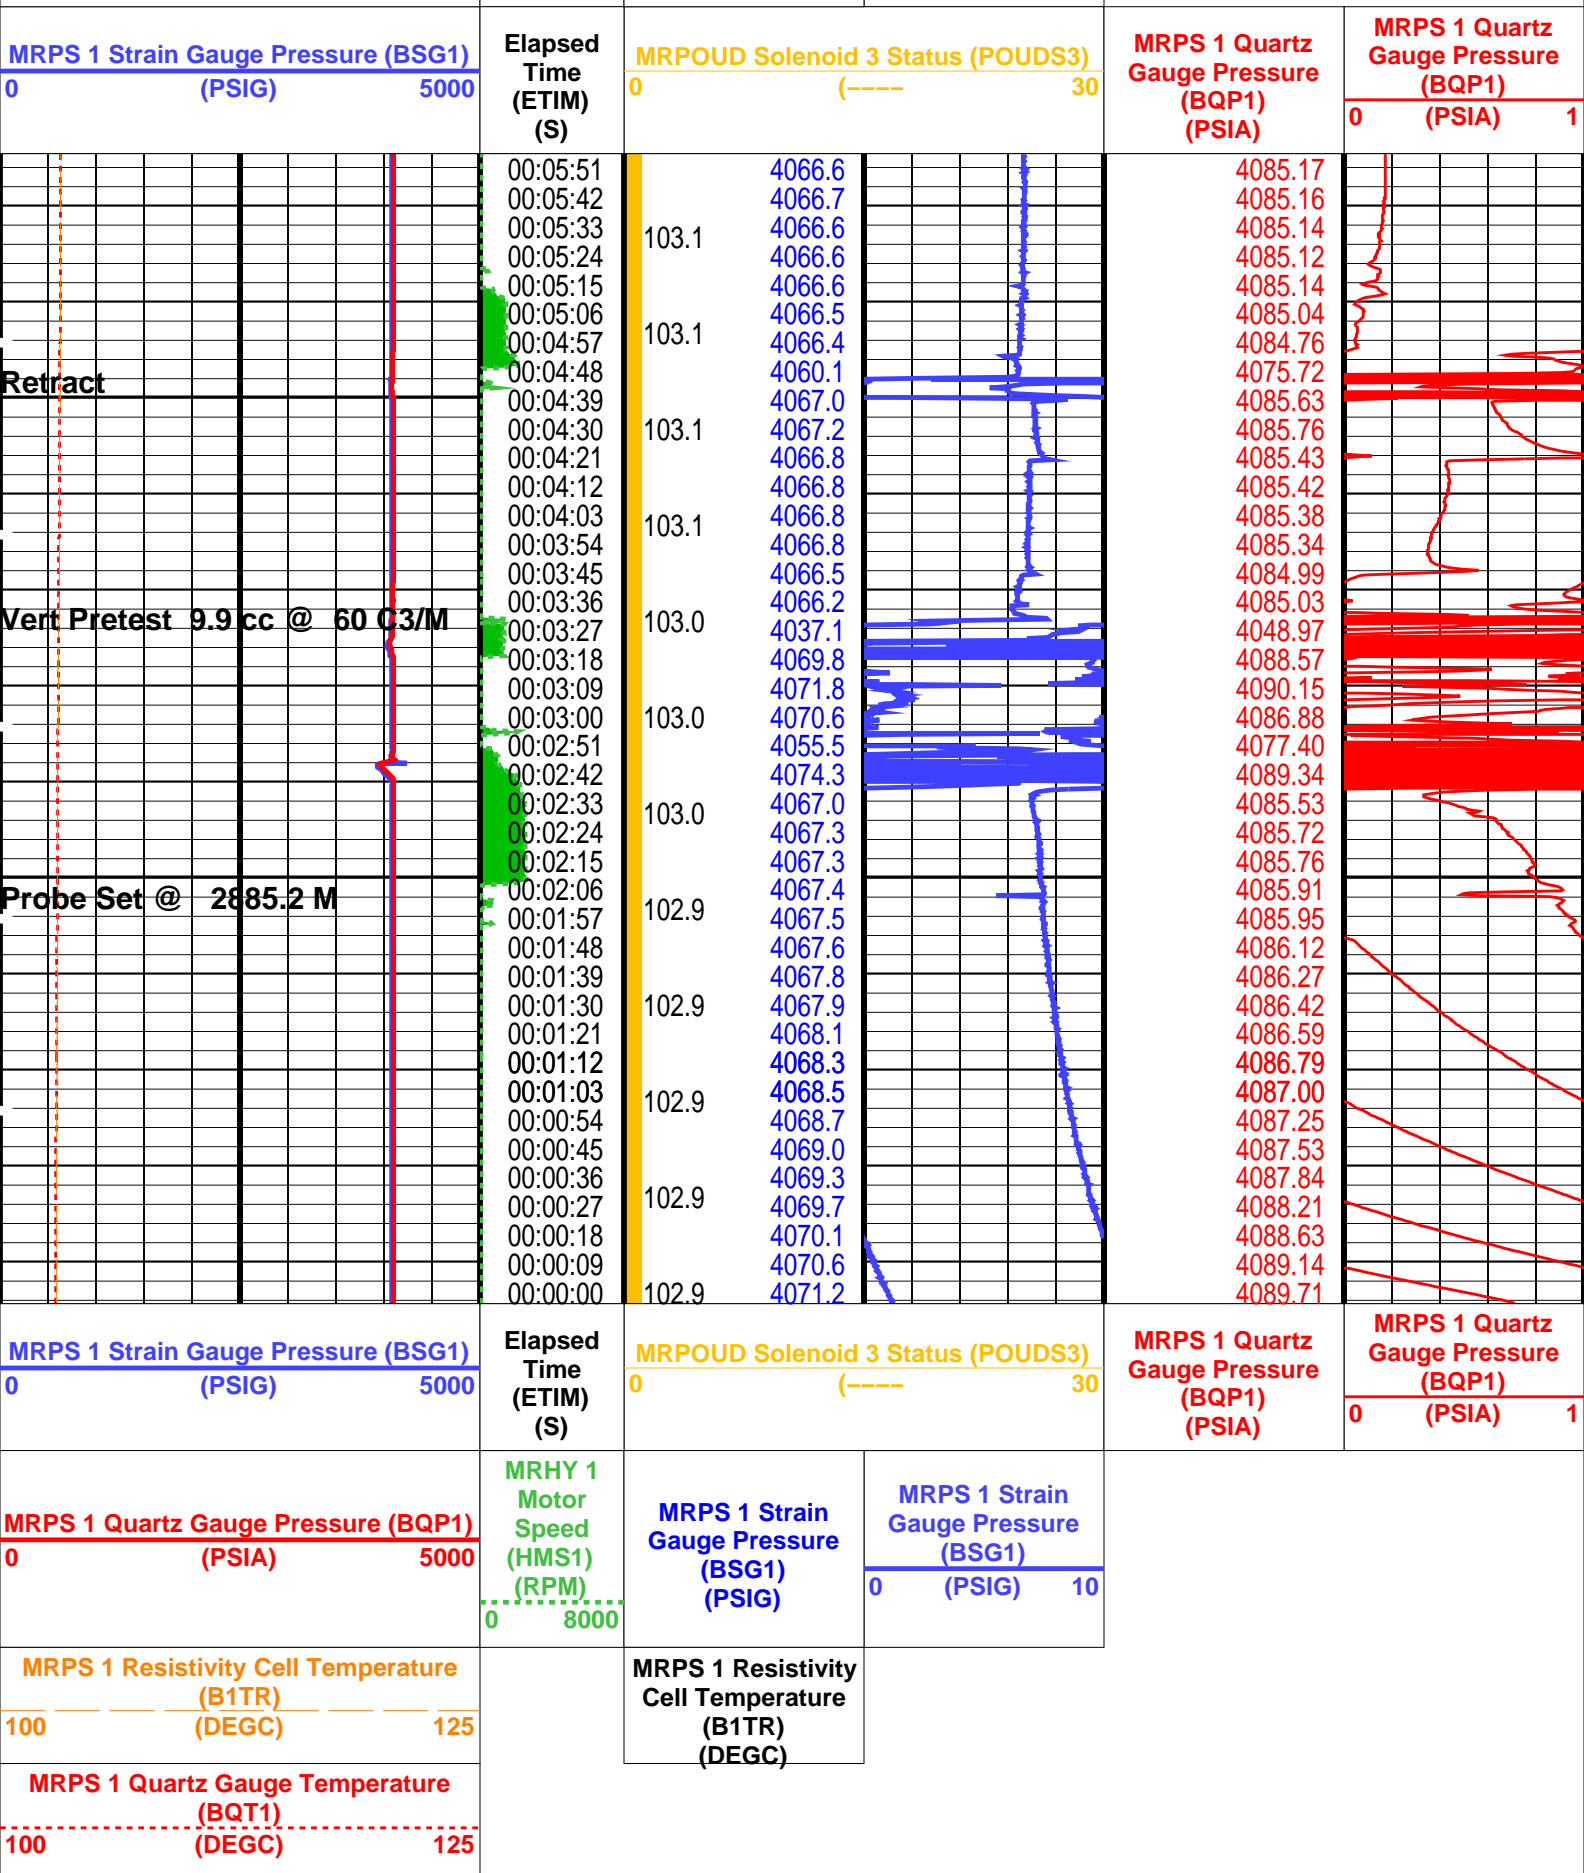 MRPS 1 Strain Gauge Pressure (BSG1)
0 (PSIG) 5000
Elapsed
Time
(ETIM)
(S)
MRPOUD Solenoid 3 Status (POUDS3)
0 (---- 30
MRPS 1 Quartz
Gauge Pressure
(BQP1)
(PSIA)
MRPS 1 Quartz
Gauge Pressure
(BQP1)
0 (PSIA) 1
00:05:51 4066.6 4085.17
00:05:42 4066.7 4085.16
00:05:33 4066.6 4085.14
103.1
00:05:24 4066.6 4085.12
00:05:15 4066.6 4085.14
00:05:06 4066.5 4085.04
103.1
00:04:57 4066.4 4084.76
00:04:48 4060.1 4075.72
Retract
00:04:39 4067.0 4085.63
00:04:30 103.1 4067.2 4085.76
00:04:21 4066.8 4085.43
00:04:12 4066.8 4085.42
00:04:03 103.1 4066.8 4085.38
00:03:54 4066.8 4085.34
00:03:45 4066.5 4084.99
00:03:36 4066.2 4085.03
Vert Pretest 9.9 cc @ 60 C3/M
103.0
00:03:27 4037.1 4048.97
00:03:18 4069.8 4088.57
00:03:09 4071.8 4090.15
00:03:00 103.0 4070.6 4086.88
00:02:51 4055.5 4077.40
00:02:42 4074.3 4089.34
00:02:33 103.0 4067.0 4085.53
00:02:24 4067.3 4085.72
00:02:15 4067.3 4085.76
00:02:06 4067.4 4085.91
Probe Set @ 2885.2 M
102.9
00:01:57 4067.5 4085.95
00:01:48 4067.6 4086.12
00:01:39 4067.8 4086.27
00:01:30 102.9 4067.9 4086.42
00:01:21 4068.1 4086.59
00:01:12 4068.3 4086.79
00:01:03 102.9 4068.5 4087.00
00:00:54 4068.7 4087.25
00:00:45 4069.0 4087.53
00:00:36 4069.3 4087.84
102.9
00:00:27 4069.7 4088.21
00:00:18 4070.1 4088.63
00:00:09 4070.6 4089.14
00:00:00 102.9 4071.2 4089.71
MRPS 1 Strain Gauge Pressure (BSG1)
0 (PSIG) 5000
Elapsed
Time
(ETIM)
(S)
MRPOUD Solenoid 3 Status (POUDS3)
0 (---- 30
MRPS 1 Quartz
Gauge Pressure
(BQP1)
(PSIA)
MRPS 1 Quartz
Gauge Pressure
(BQP1)
0 (PSIA) 1
MRPS 1 Quartz Gauge Pressure (BQP1)
0 (PSIA) 5000
MRHY 1
Motor
Speed
(HMS1)
(RPM)
0 8000
MRPS 1 Strain
Gauge Pressure
(BSG1)
(PSIG)
MRPS 1 Strain
Gauge Pressure
(BSG1)
0 (PSIG) 10
MRPS 1 Resistivity Cell Temperature
(B1TR)
100 (DEGC) 125
MRPS 1 Resistivity
Cell Temperature
(B1TR)
(DEGC)
MRPS 1 Quartz Gauge Temperature
(BQT1)
100 (DEGC) 125